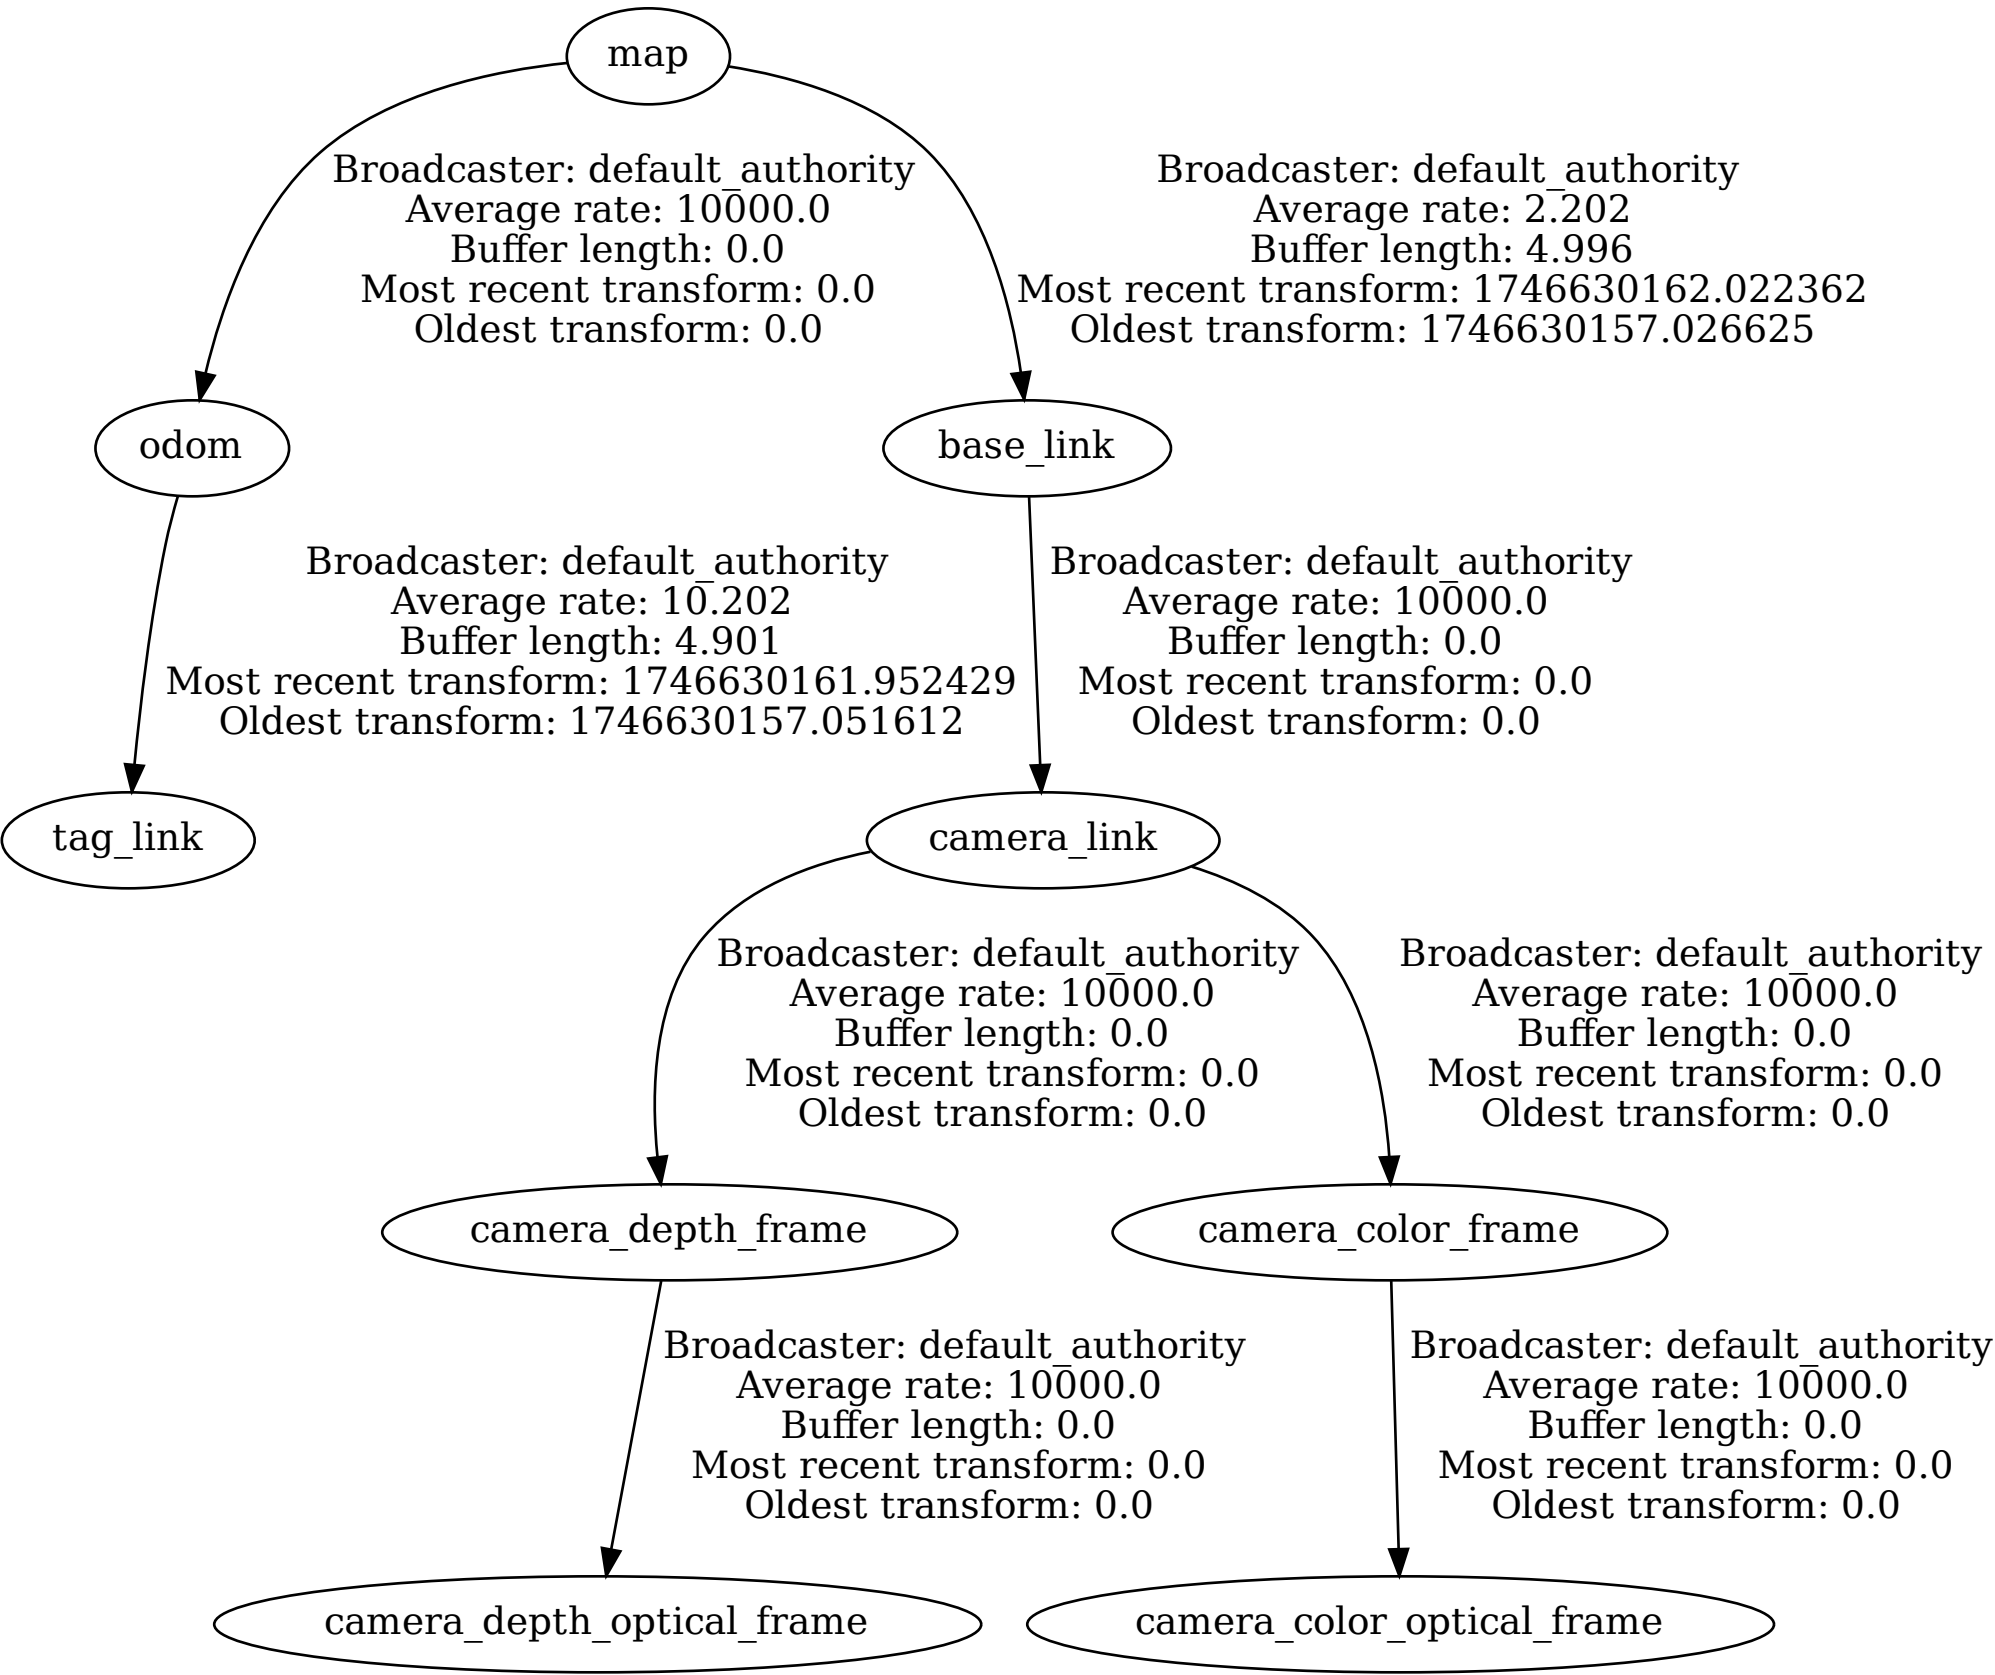 map
Broadcaster: default_authority
Average rate: 10000.0
Buffer length: 0.0
Most recent transform: 0.0
Oldest transform: 0.0
Broadcaster: default_authority
Average rate: 2.202
Buffer length: 4.996
Most recent transform: 1746630162.022362
Oldest transform: 1746630157.026625
odom
base_link
Broadcaster: default_authority
Average rate: 10.202
Buffer length: 4.901
Most recent transform: 1746630161.952429
Oldest transform: 1746630157.051612
Broadcaster: default_authority
Average rate: 10000.0
Buffer length: 0.0
Most recent transform: 0.0
Oldest transform: 0.0
tag_link
camera_link
Broadcaster: default_authority
Average rate: 10000.0
Buffer length: 0.0
Most recent transform: 0.0
Oldest transform: 0.0
Broadcaster: default_authority
Average rate: 10000.0
Buffer length: 0.0
Most recent transform: 0.0
Oldest transform: 0.0
camera_depth_frame
camera_color_frame
Broadcaster: default_authority
Average rate: 10000.0
Buffer length: 0.0
Most recent transform: 0.0
Oldest transform: 0.0
Broadcaster: default_authority
Average rate: 10000.0
Buffer length: 0.0
Most recent transform: 0.0
Oldest transform: 0.0
camera_depth_optical_frame
camera_color_optical_frame